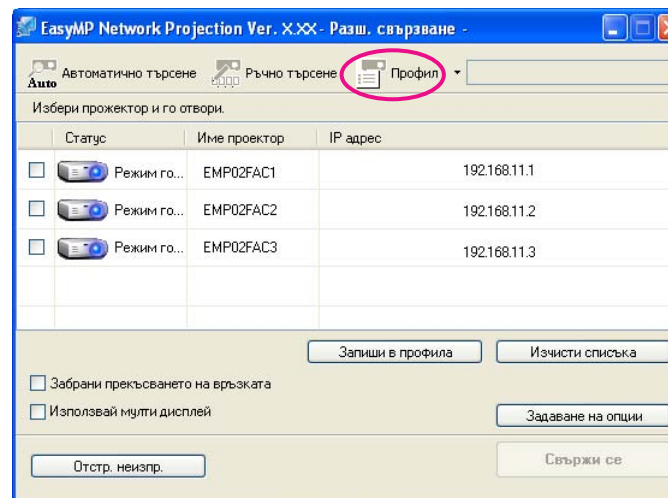 EasyMP Network Projection Ver. X.XX - Разш. свързване -
Auto Автоматично търсене Ръчно търсене Профил
Избери прожектор и го отвори.
Статус Име проектор IP адрес
Режим го... EMP02FAC1 192.168.11.1
Режим го... EMP02FAC2 192.168.11.2
Режим го... EMP02FAC3 192.168.11.3
Запиши в профила Изчисти списъка
Забрани прекъсването на връзката
Използвай мулти дисплей Задаване на опции
Отстр. неизпр. Свържи се